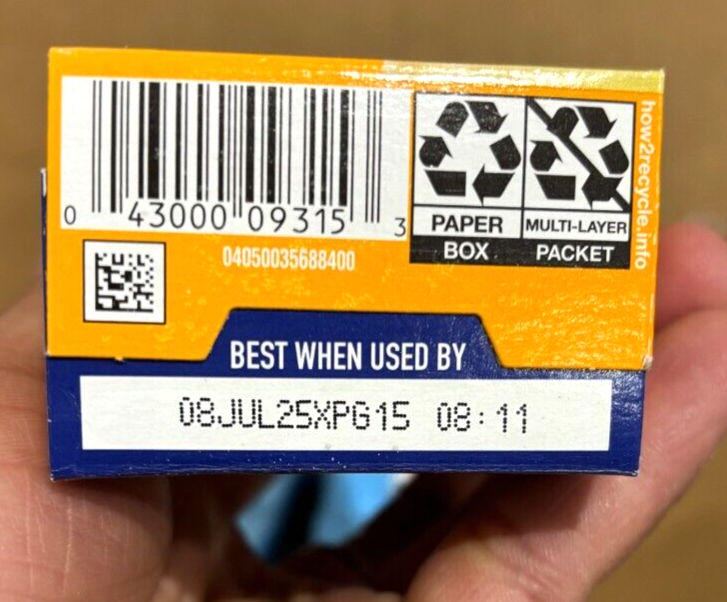 0 43000 09315 3
PAPER
BOX
MULTI-LAYER
PACKET
how2recycle.info
04050035688400
BEST WHEN USED BY
08JUL25XPG15 08:11